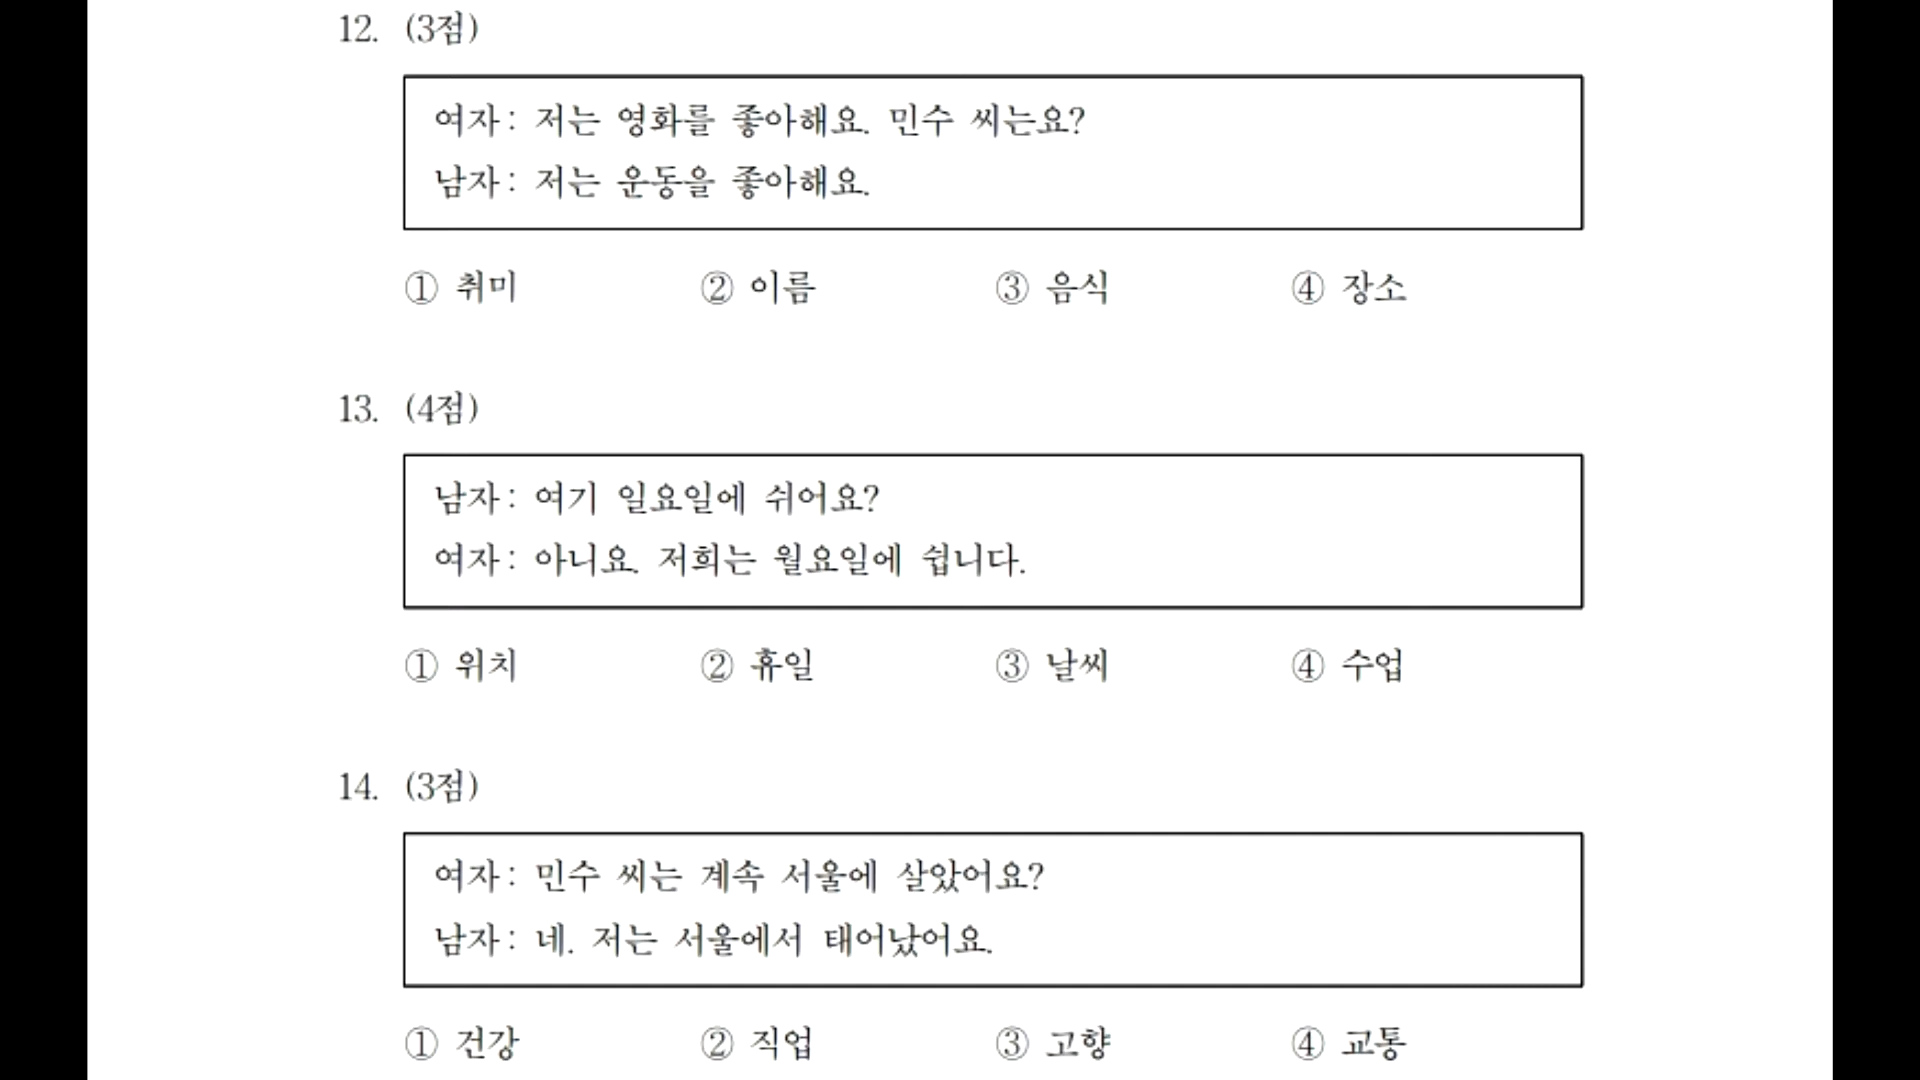 12. (3점)
여자: 저는 영화를 좋아해요. 민수 씨는요?
남자: 저는 운동을 좋아해요.
① 취미 ② 이름 ③ 음식 ④ 장소
13. (4점)
남자: 여기 일요일에 쉬어요?
여자: 아니요. 저희는 월요일에 쉽니다.
① 위치 ② 휴일 ③ 날씨 ④ 수업
14. (3점)
여자: 민수 씨는 계속 서울에 살았어요?
남자: 네. 저는 서울에서 태어났어요.
① 건강 ② 직업 ③ 고향 ④ 교통